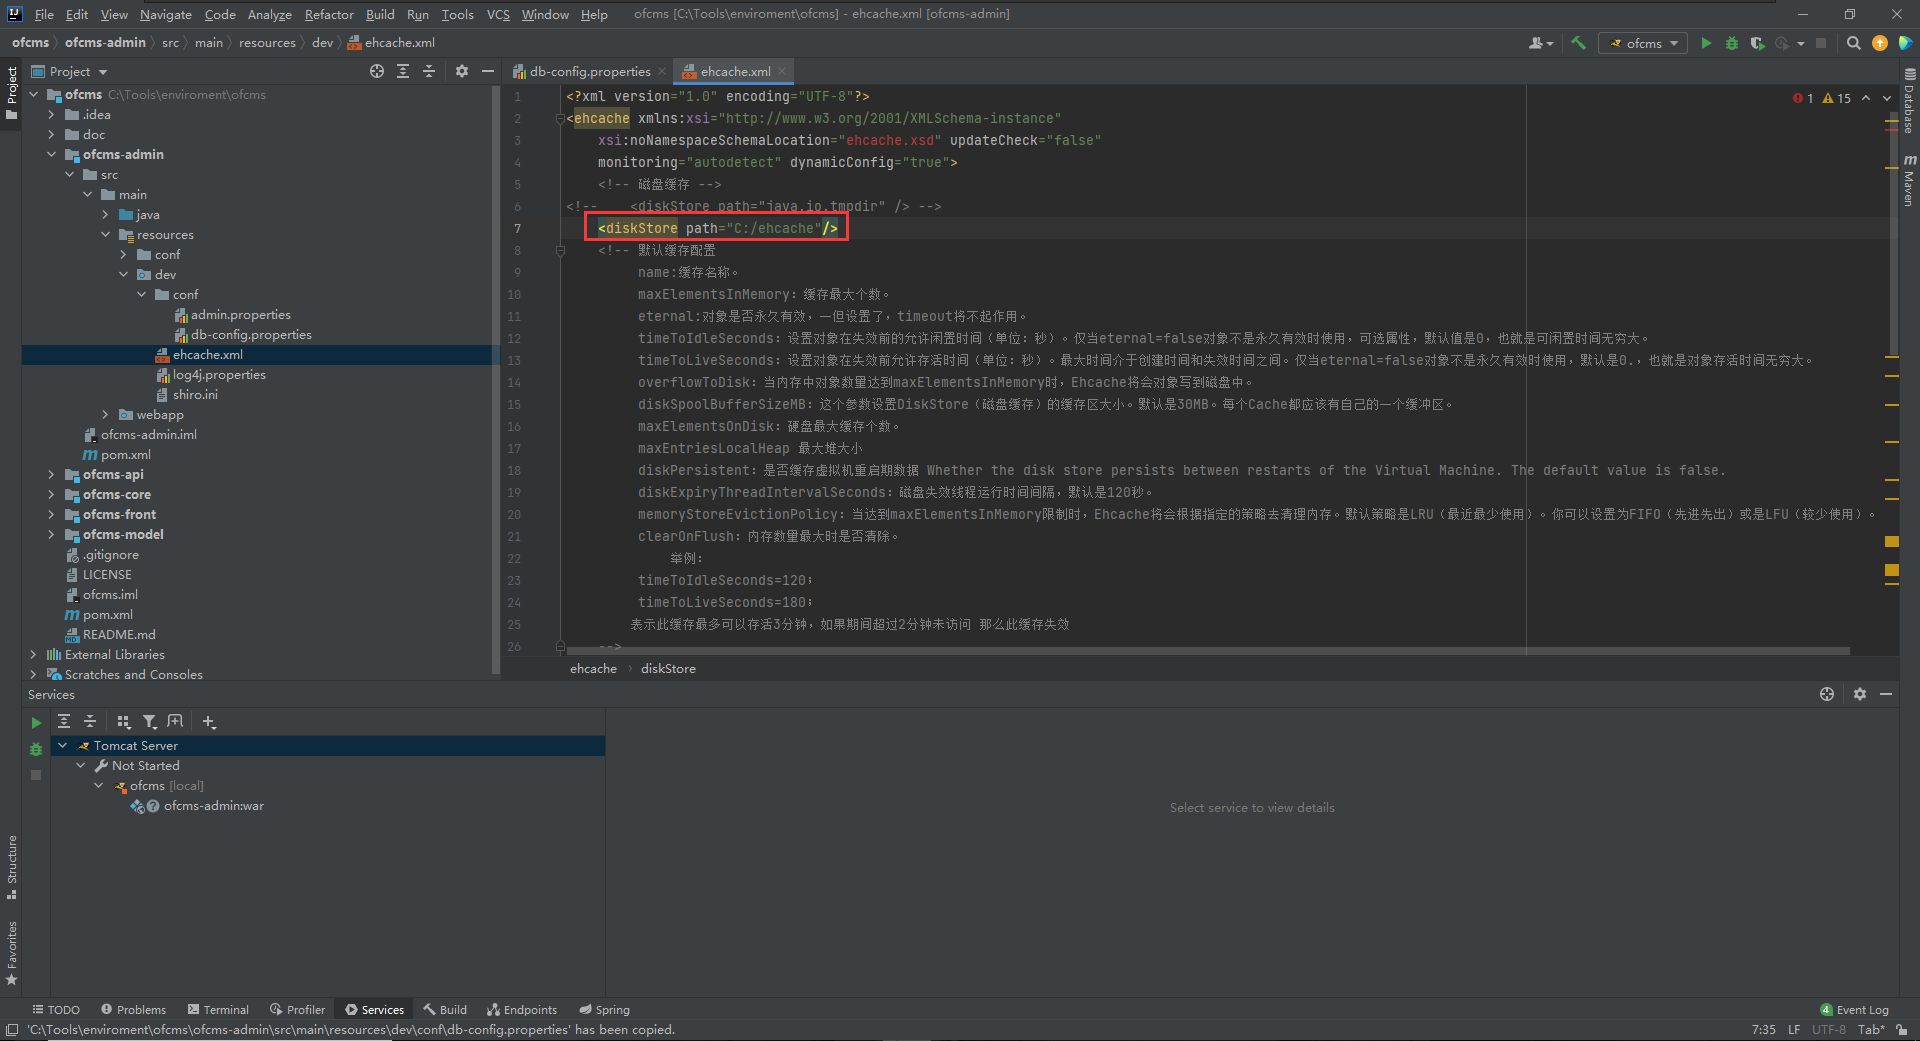 File Edit View Navigate Code Analyze Refactor Build Run Tools VCS Window Help ofcms [C:\Tools\enviroment\ofcms] - ehcache.xml [ofcms-admin]
ofcms ofcms-admin src main resources dev ehcache.xml ofcms
Project
db-config.properties ehcache.xml
Project
ofcms C:\Tools\enviroment\ofcms
.idea
doc
ofcms-admin
src
main
java
resources
conf
dev
conf
admin.properties
db-config.properties
ehcache.xml
log4j.properties
shiro.ini
webapp
ofcms-admin.iml
pom.xml
ofcms-api
ofcms-core
ofcms-front
ofcms-model
.gitignore
LICENSE
ofcms.iml
pom.xml
README.md
External Libraries
Scratches and Consoles
1 <?xml version="1.0" encoding="UTF-8"?>
1 15
2 <ehcache xmlns:xsi="http://www.w3.org/2001/XMLSchema-instance"
3 xsi:noNamespaceSchemaLocation="ehcache.xsd" updateCheck="false"
4 monitoring="autodetect" dynamicConfig="true">
5 <!-- 磁盘缓存 -->
6 <!-- <diskStore path="java.io.tmpdir" /> -->
7 <diskStore path="C:/ehcache"/>
8 <!-- 默认缓存配置
9 name:缓存名称。
10 maxElementsInMemory：缓存最大个数。
11 eternal:对象是否永久有效，一但设置了，timeout将不起作用。
12 timeToIdleSeconds：设置对象在失效前的允许闲置时间（单位：秒）。仅当eternal=false对象不是永久有效时使用，可选属性，默认值是0，也就是可闲置时间无穷大。
13 timeToLiveSeconds：设置对象在失效前允许存活时间（单位：秒）。最大时间介于创建时间和失效时间之间。仅当eternal=false对象不是永久有效时使用，默认是0.，也就是对象存活时间无穷大。
14 overflowToDisk：当内存中对象数量达到maxElementsInMemory时，Ehcache将会对象写到磁盘中。
15 diskSpoolBufferSizeMB：这个参数设置DiskStore（磁盘缓存）的缓存区大小。默认是30MB。每个Cache都应该有自己的一个缓冲区。
16 maxElementsOnDisk：硬盘最大缓存个数。
17 maxEntriesLocalHeap 最大堆大小
18 diskPersistent：是否缓存虚拟机重启期数据 Whether the disk store persists between restarts of the Virtual Machine. The default value is false.
19 diskExpiryThreadIntervalSeconds：磁盘失效线程运行时间间隔，默认是120秒。
20 memoryStoreEvictionPolicy：当达到maxElementsInMemory限制时，Ehcache将会根据指定的策略去清理内存。默认策略是LRU（最近最少使用）。你可以设置为FIFO（先进先出）或是LFU（较少使用）。
21 clearOnFlush：内存数量最大时是否清除。
22 举例：
23 timeToIdleSeconds=120；
24 timeToLiveSeconds=180；
25 表示此缓存最多可以存活3分钟，如果期间超过2分钟未访问 那么此缓存失效
26 -->
ehcache diskStore
Database
Maven
Services
Tomcat Server
Not Started
ofcms [local]
ofcms-admin:war
Select service to view details
Structure
Favorites
TODO Problems Terminal Profiler Services Build Endpoints Spring 4 Event Log
'C:\Tools\enviroment\ofcms\ofcms-admin\src\main\resources\dev\conf\db-config.properties' has been copied. 7:35 LF UTF-8 Tab*